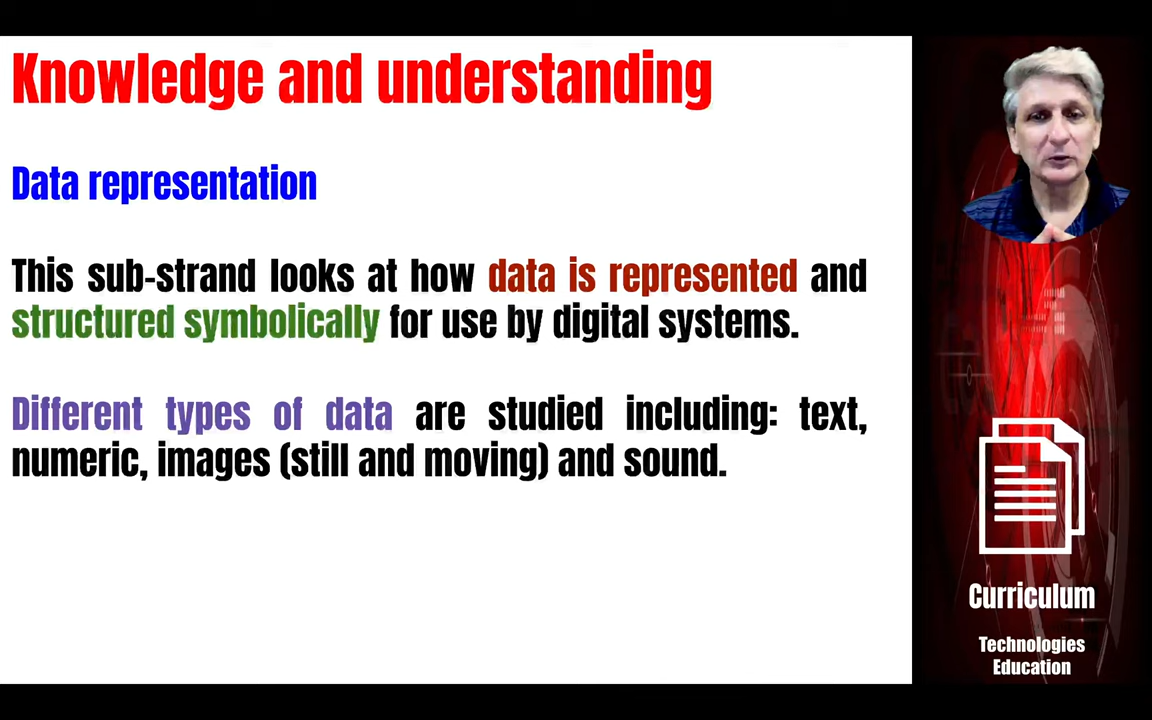 Knowledge and understanding
Data representation
This sub-strand looks at how data is represented and
structured symbolically for use by digital systems.
Different types of data are studied including: text,
numeric, images (still and moving) and sound.
Curriculum
Technologies
Education